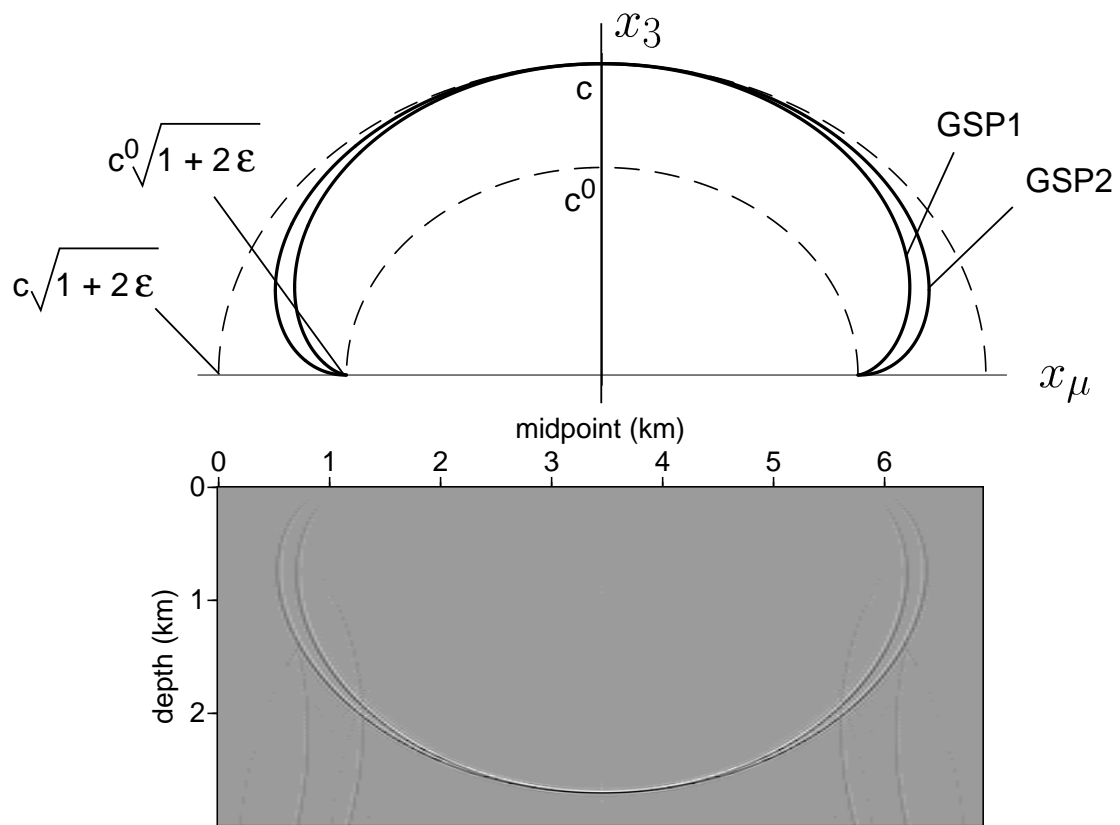 x₃
c
GSP1
c⁰√1 + 2ε
GSP2
c⁰
c√1 + 2ε
xμ
midpoint (km)
0 1 2 3 4 5 6
0
1
2
depth (km)